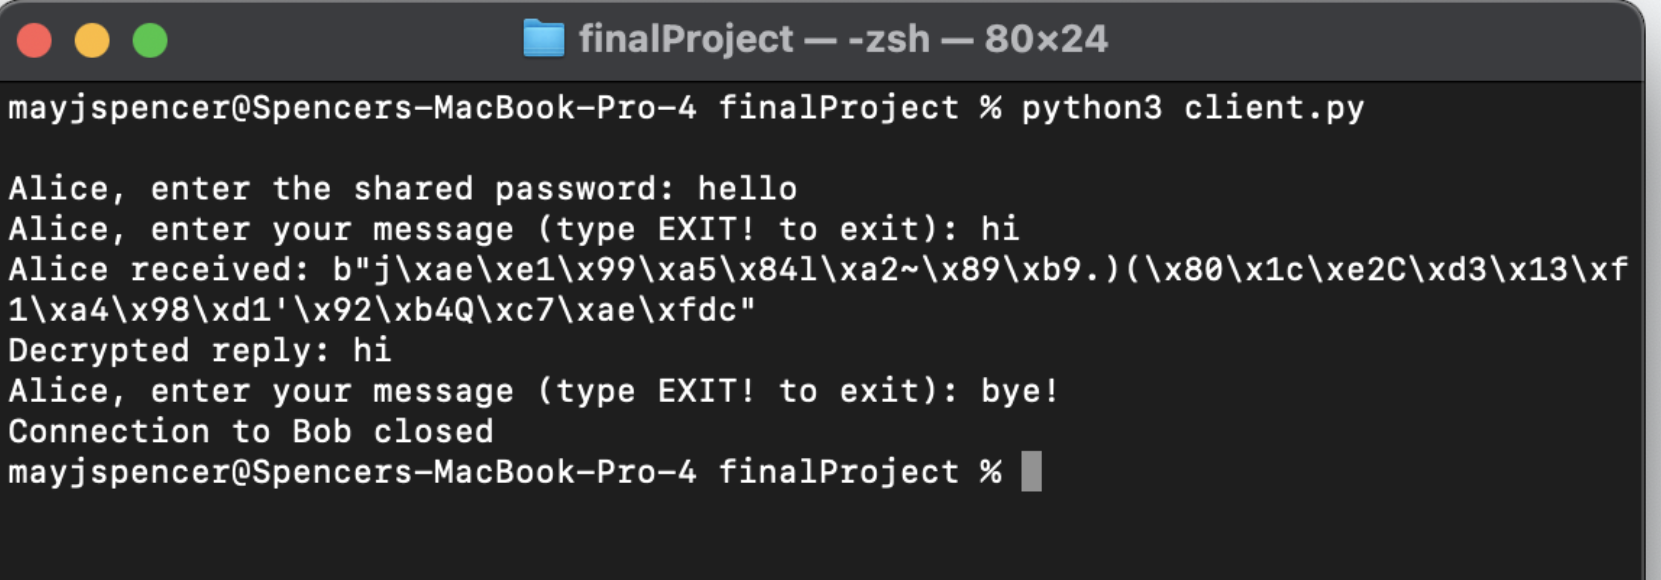 finalProject — -zsh — 80×24
mayjspencer@Spencers-MacBook-Pro-4 finalProject % python3 client.py
Alice, enter the shared password: hello
Alice, enter your message (type EXIT! to exit): hi
Alice received: b"j\xae\xe1\x99\xa5\x84l\xa2~\x89\xb9.)(\x80\x1c\xe2C\xd3\x13\xf
1\xa4\x98\xd1'\x92\xb4Q\xc7\xae\xfdc"
Decrypted reply: hi
Alice, enter your message (type EXIT! to exit): bye!
Connection to Bob closed
mayjspencer@Spencers-MacBook-Pro-4 finalProject %